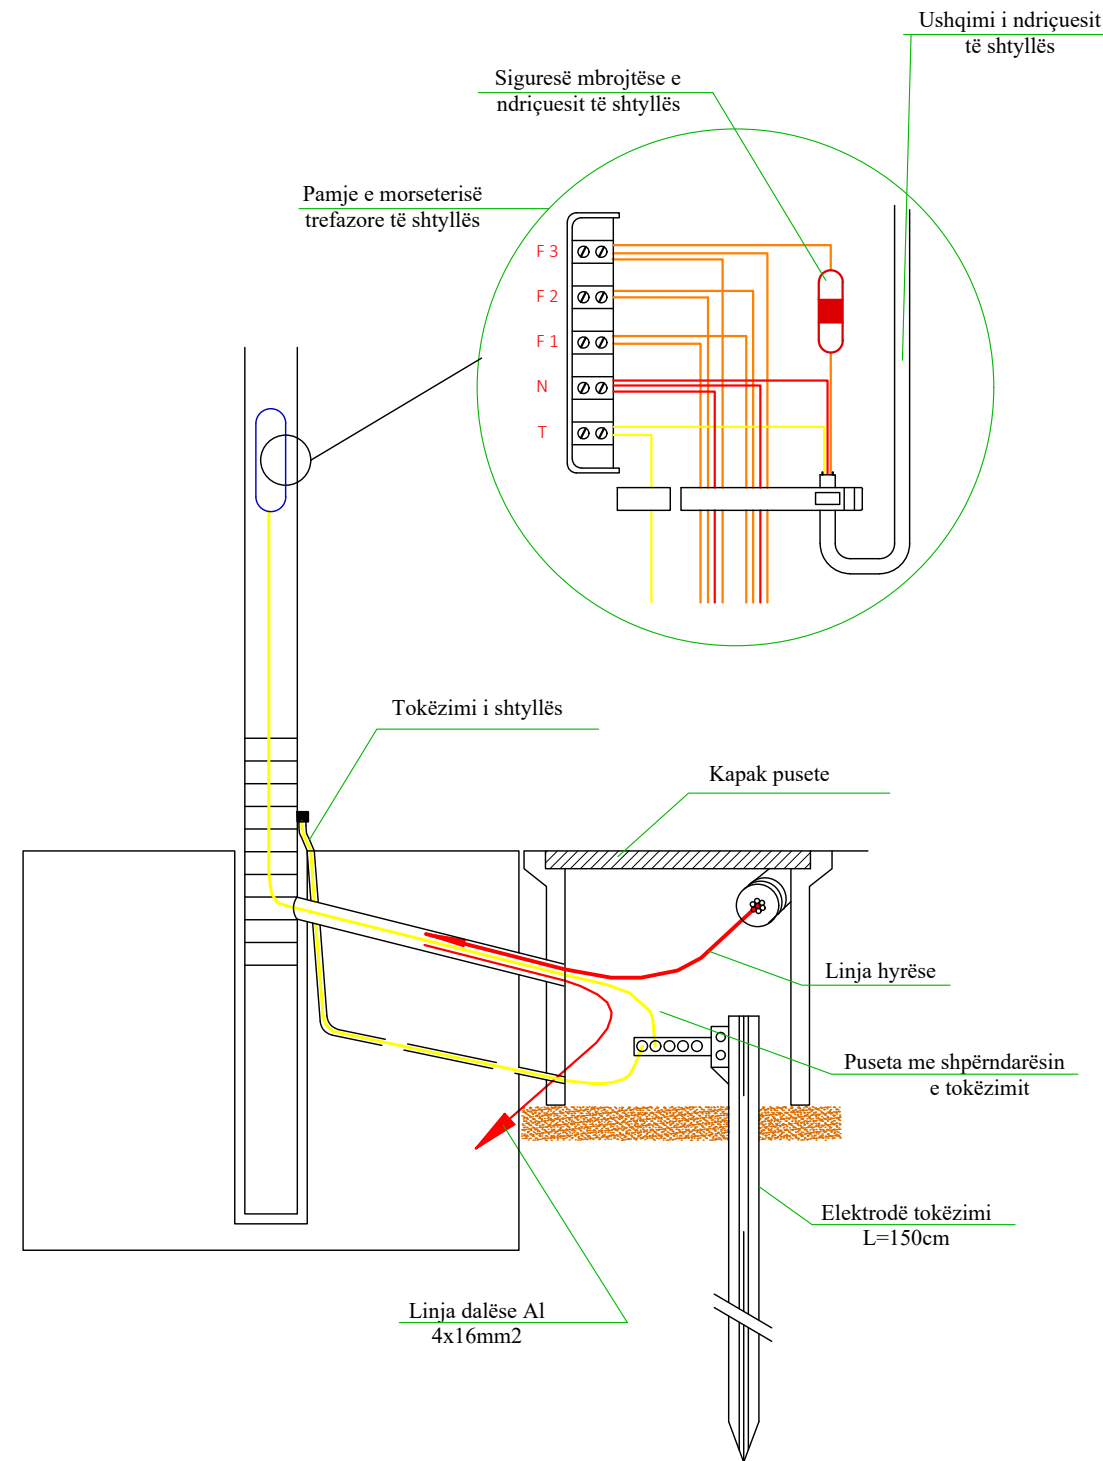 Ushqimi i ndriçuesit
të shtyllës
Siguresë mbrojtëse e
ndriçuesit të shtyllës
Pamje e morseterisë
trefazore të shtyllës
F 3
F 2
F 1
N
T
Tokëzimi i shtyllës
Kapak pusete
Linja hyrëse
Puseta me shpërndarësin
e tokëzimit
Elektrodë tokëzimi
L=150cm
Linja dalëse Al
4x16mm2